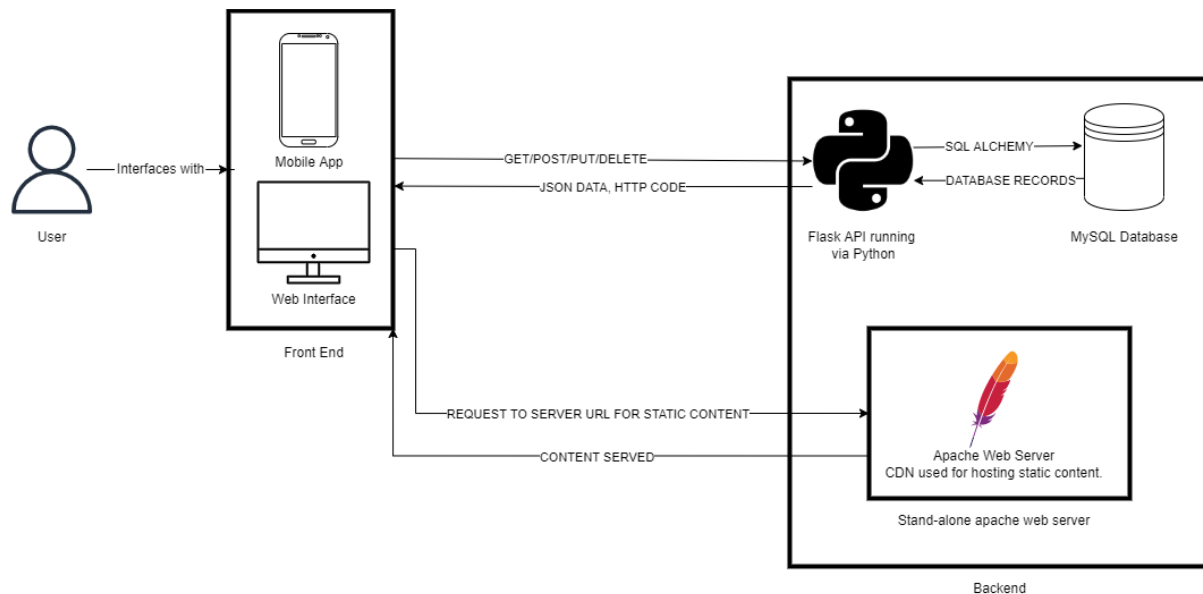 Mobile App
Interfaces with
User
Web Interface
Front End
GET/POST/PUT/DELETE
JSON DATA, HTTP CODE
SQL ALCHEMY
DATABASE RECORDS
Flask API running
via Python
MySQL Database
REQUEST TO SERVER URL FOR STATIC CONTENT
CONTENT SERVED
Apache Web Server
CDN used for hosting static content.
Stand-alone apache web server
Backend